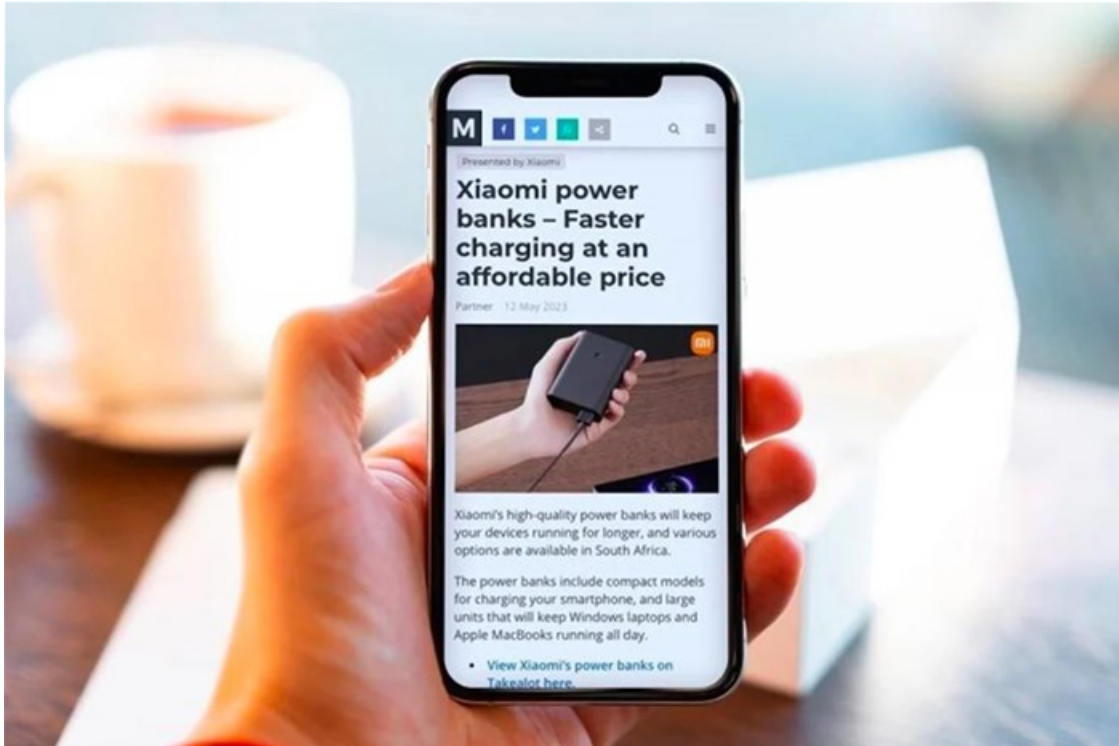 M
Presented by Xiaomi
Xiaomi power
banks – Faster
charging at an
affordable price
Partner 12 May 2023
mi
Xiaomi's high-quality power banks will keep
your devices running for longer, and various
options are available in South Africa.
The power banks include compact models
for charging your smartphone, and large
units that will keep Windows laptops and
Apple MacBooks running all day.
• View Xiaomi's power banks on
Takealot here.